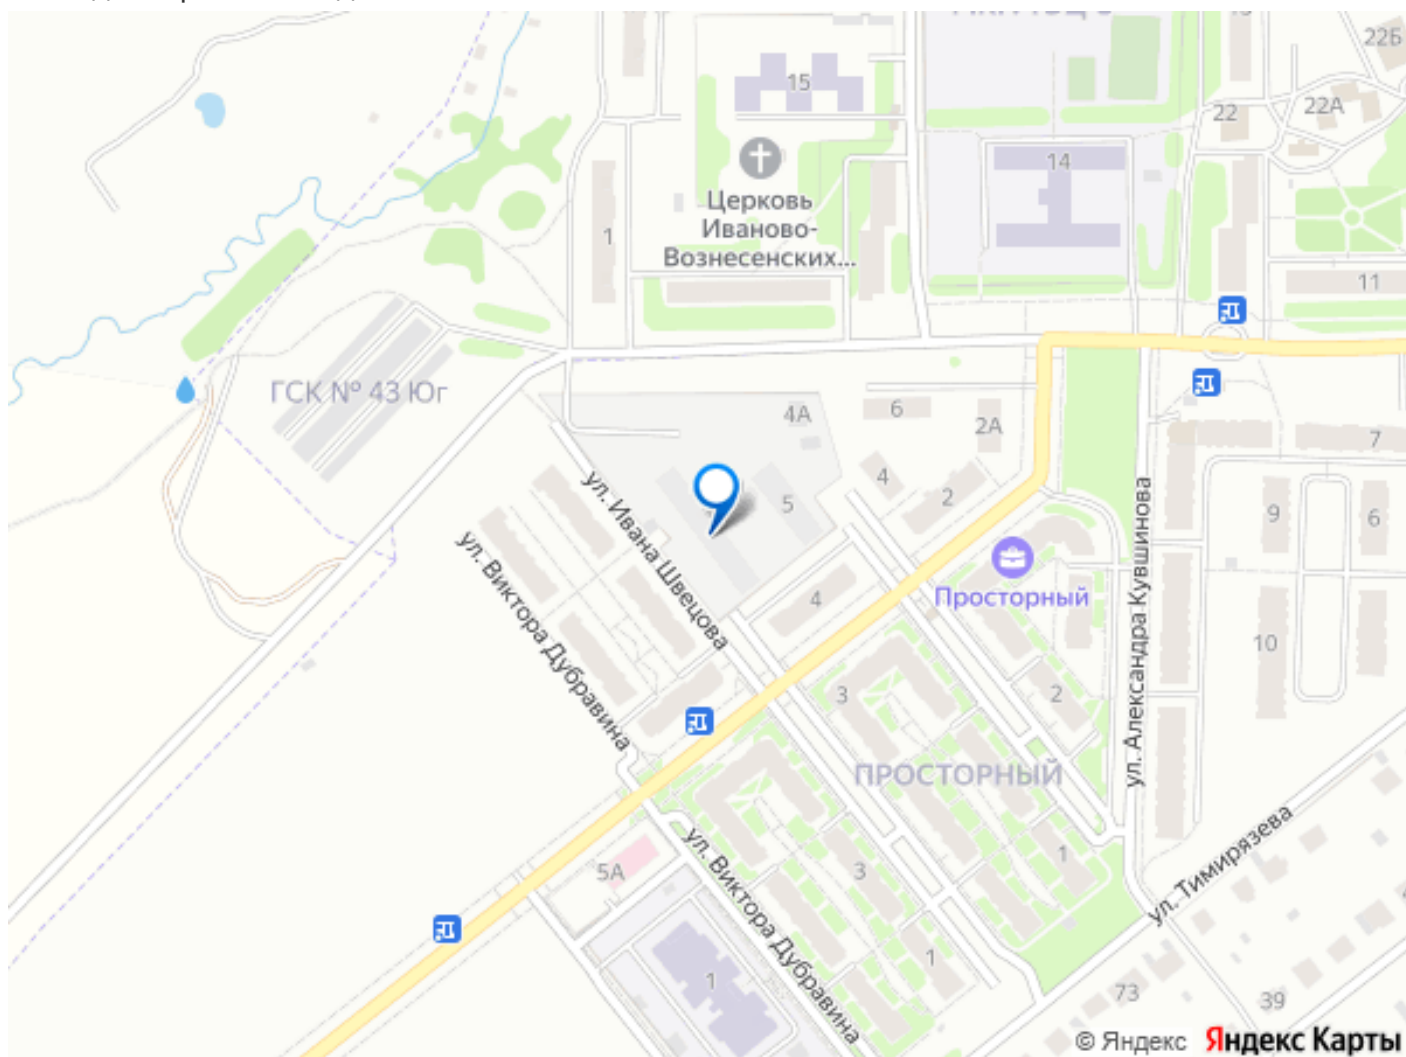 22Б
15
22
22А
14
Церковь
Иваново-
Вознесенских...
1
11
ГСК № 43 Юг
4А
6
2А
7
4
2
5
9
6
ул. Ивана Швецова
ул. Виктора Дубравина
4
Просторный
ул. Александра Кувшинова
10
3
2
ПРОСТОРНЫЙ
ул. Тимирязева
5А
3
1
ул. Виктора Дубравина
1
1
73
39
© Яндекс Яндекс Карты